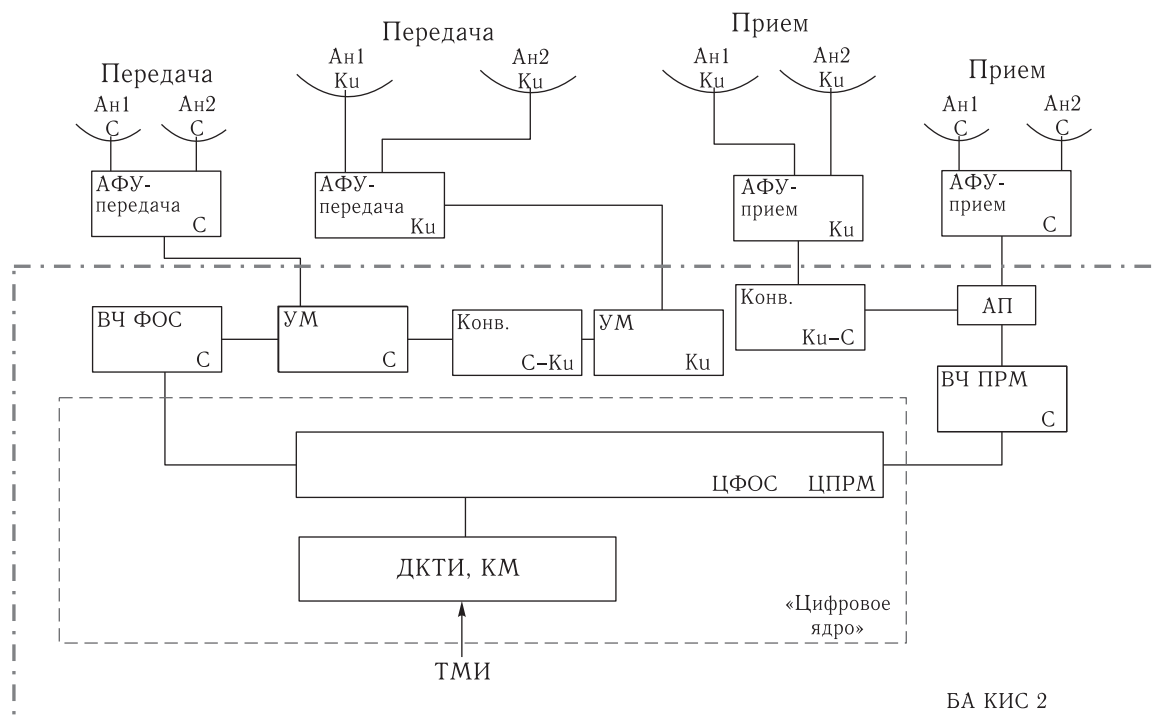 Передача
Ан1
С
Ан2
С
Передача
Ан1
Ku
Ан2
Ku
Прием
Ан1
Ku
Ан2
Ku
Прием
Ан1
С
Ан2
С
АФУ-
передача
С
АФУ-
передача
Ku
АФУ-
прием
Ku
АФУ-
прием
С
ВЧ ФОС
С
УМ
С
Конв.
С–Ku
УМ
Ku
Конв.
Ku–С
АП
ВЧ ПРМ
С
ЦФОС ЦПРМ
ДКТИ, КМ
«Цифровое
ядро»
ТМИ
БА КИС 2